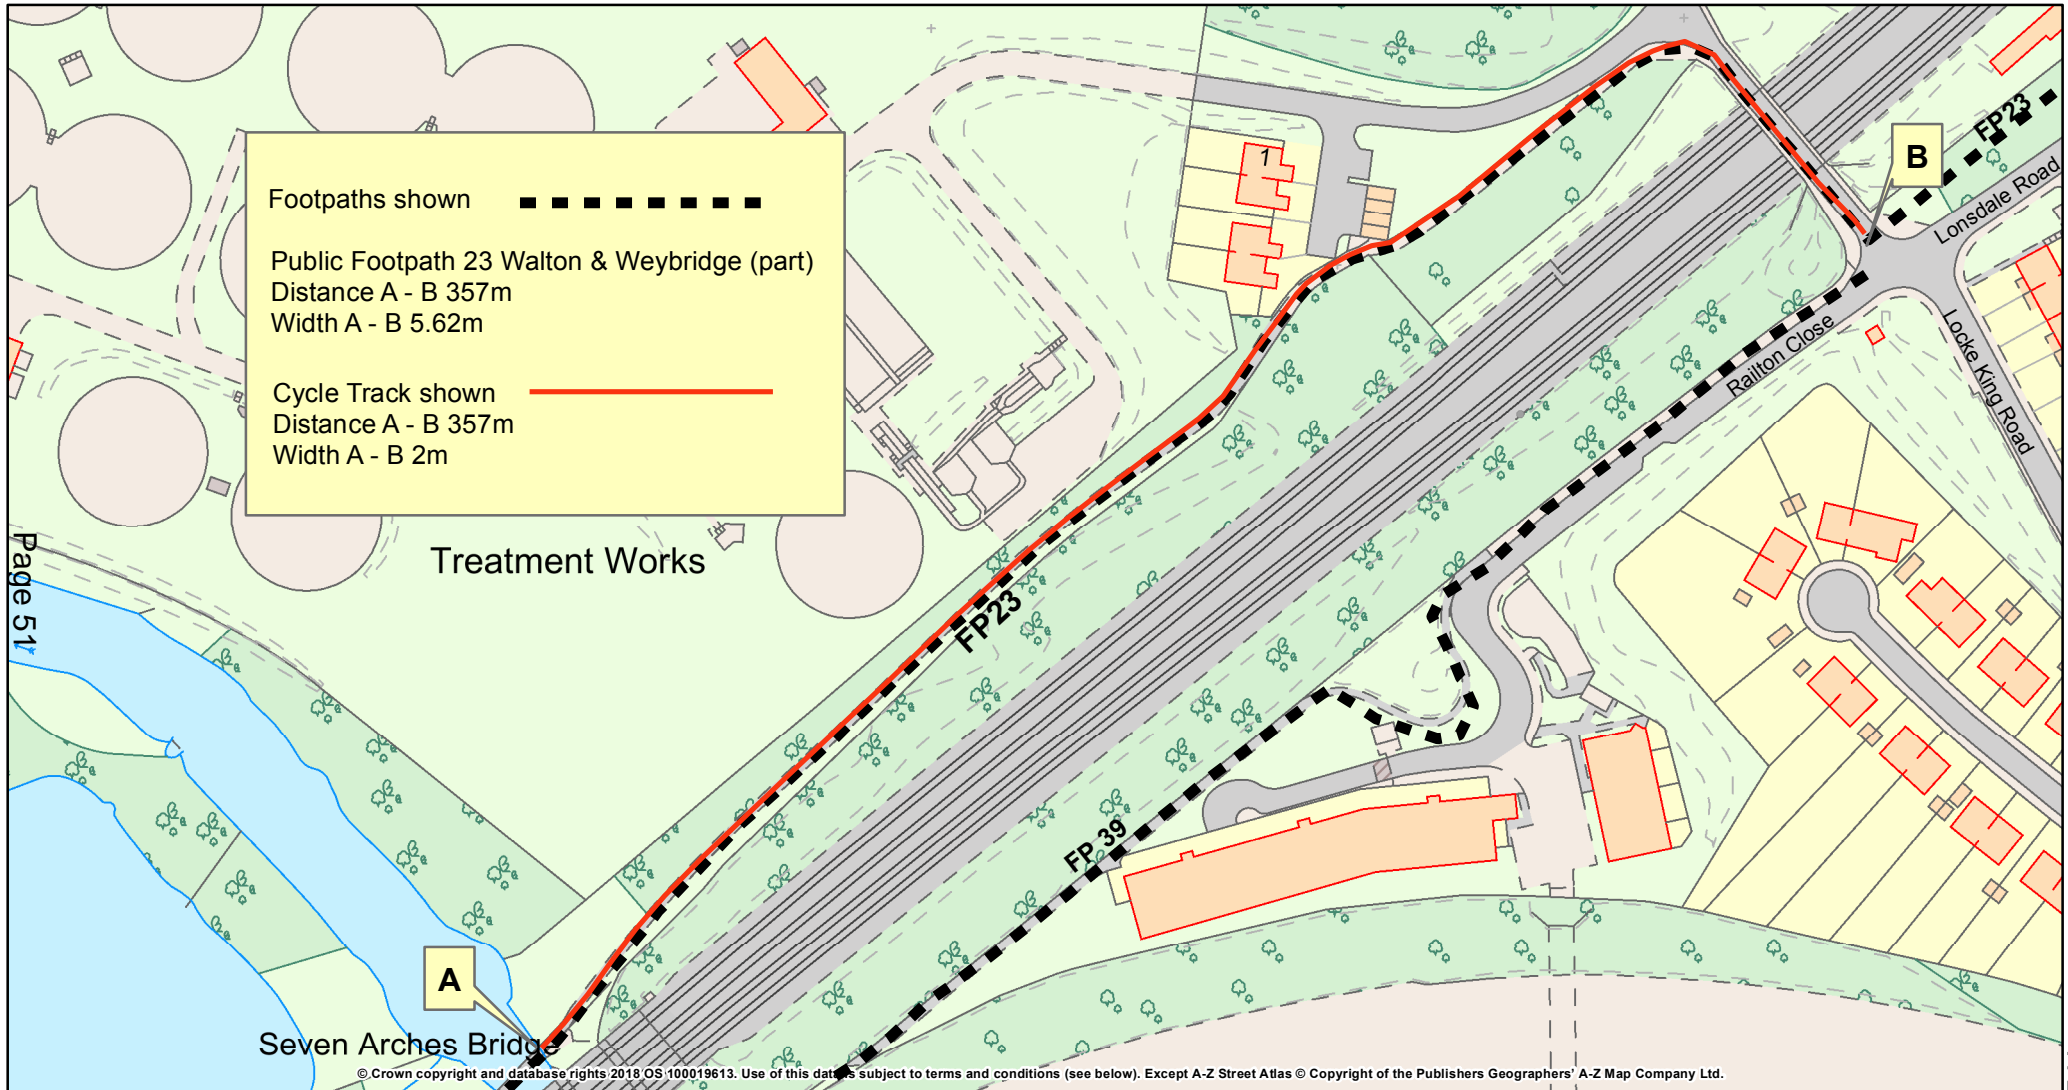 Footpaths shown
Public Footpath 23 Walton & Weybridge (part)
Distance A - B 357m
Width A - B 5.62m
Cycle Track shown
Distance A - B 357m
Width A - B 2m
1
B
FP23
Lonsdale Road
Railton Close
Locke King Road
Treatment Works
Page 51
FP23
FP 39
A
Seven Arches Bridge
© Crown copyright and database rights 2018 OS 100019613. Use of this data is subject to terms and conditions (see below). Except A-Z Street Atlas © Copyright of the Publishers Geographers' A-Z Map Company Ltd.